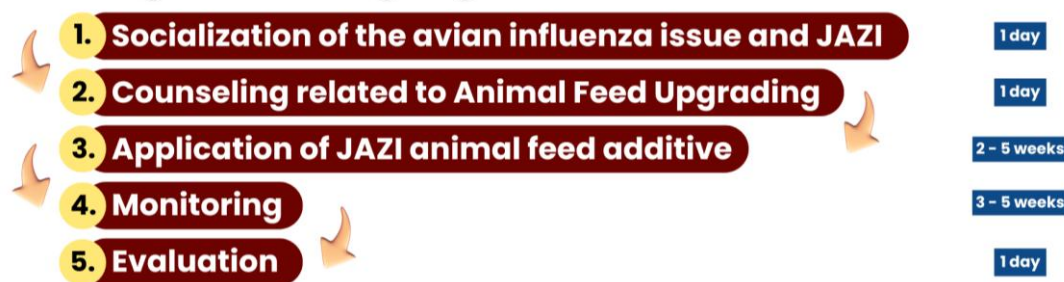 1. Socialization of the avian influenza issue and JAZI 1 day
2. Counseling related to Animal Feed Upgrading 1 day
3. Application of JAZI animal feed additive 2 - 5 weeks
4. Monitoring 3 - 5 weeks
5. Evaluation 1 day